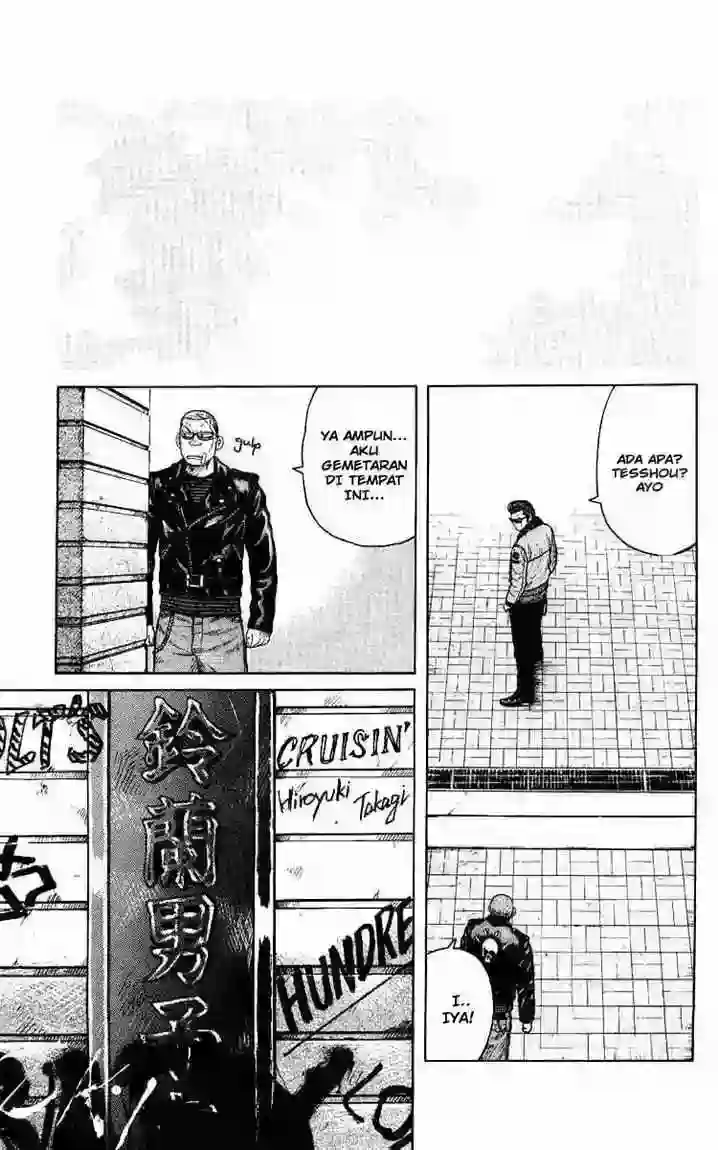 ADA APA?
TESSHOU?
AYO
I..
IYA!
YA AMPUN...
AKU
GEMETARAN
DI TEMPAT
INI...
gulp
CRUISIN'
Hiroyuki
Takagi
HUNDRE
鈴蘭男子
OLTS